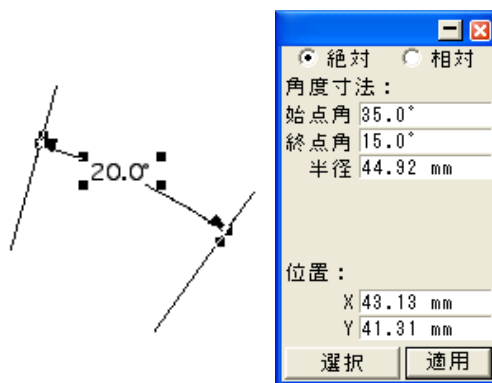 20.0°
絶対 相対
角度寸法：
始点角 35.0°
終点角 15.0°
半径 44.92 mm
位置：
X 43.13 mm
Y 41.31 mm
選択 適用